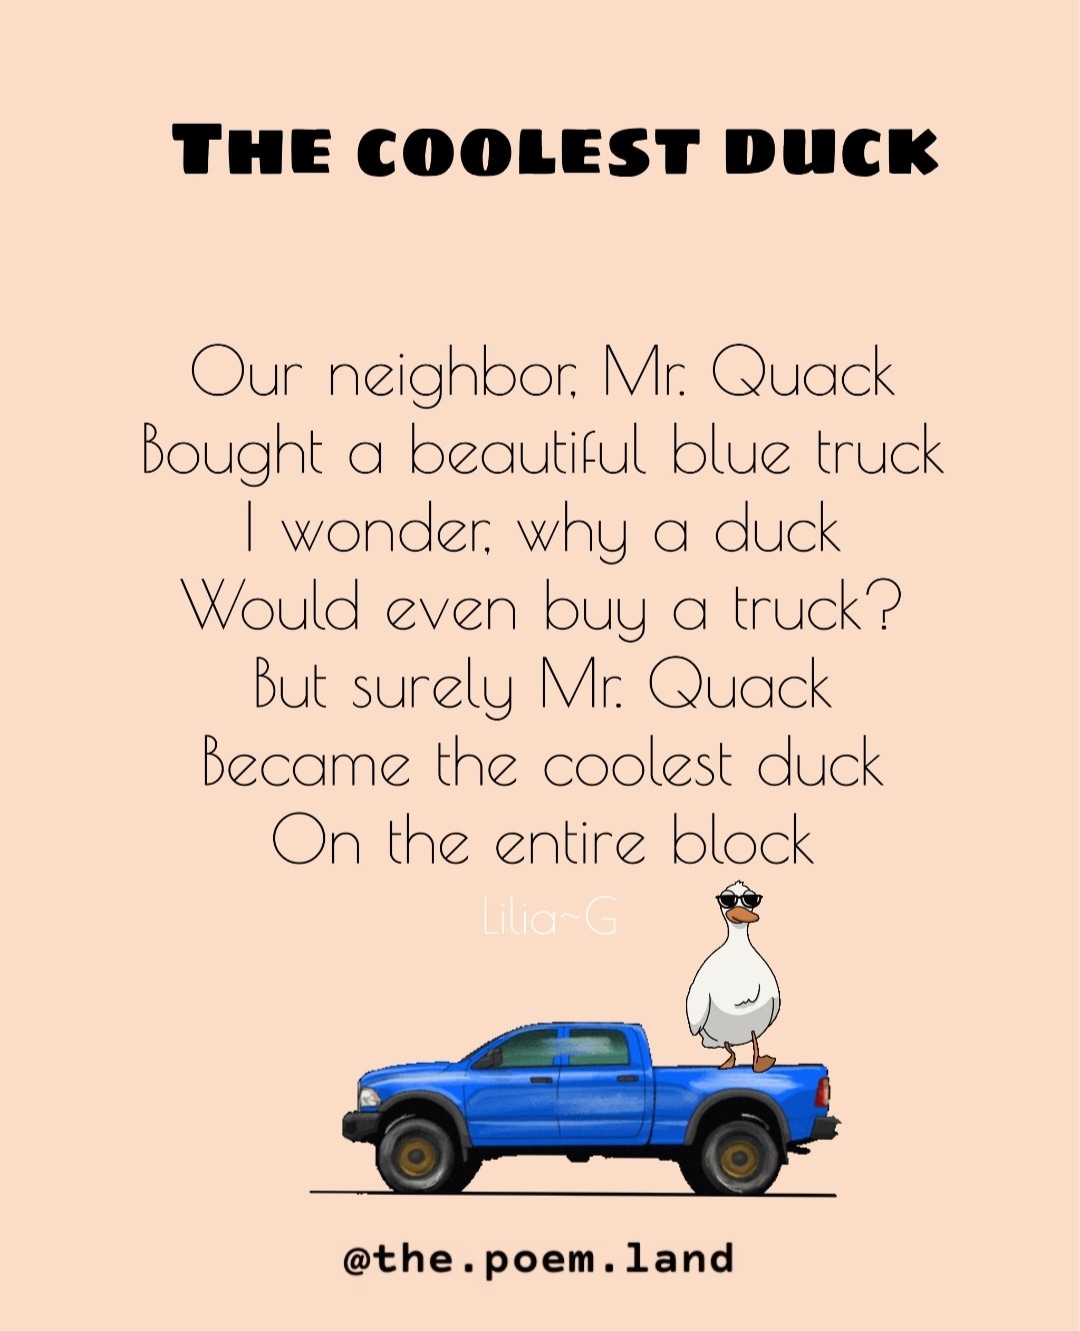 THE COOLEST DUCK
Our neighbor, Mr. Quack
Bought a beautiful blue truck
I wonder, why a duck
Would even buy a truck?
But surely Mr. Quack
Became the coolest duck
On the entire block
Lilia~G
@the.poem.land